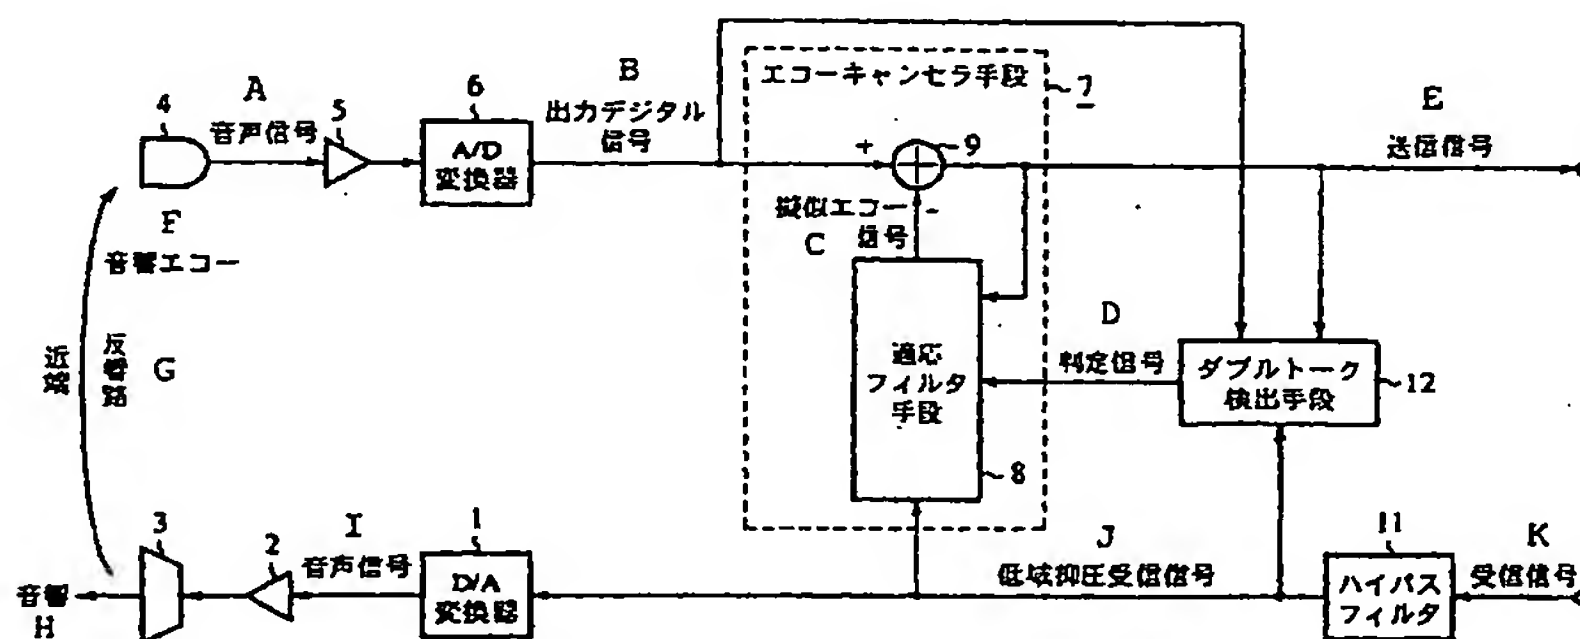 エコーキャンセラ手段
7
4
A
音声信号
5
6
A/D
変換器
B
出力デジタル
信号
+
9
E
送信信号
擬似エコー
信号
-
C
F
音響エコー
近端
反響路
G
適応
フィルタ
手段
8
D
判定信号
ダブルトーク
検出手段
12
3
2
I
音声信号
1
D/A
変換器
J
低域抑圧受信信号
11
ハイパス
フィルタ
K
受信信号
音響
H